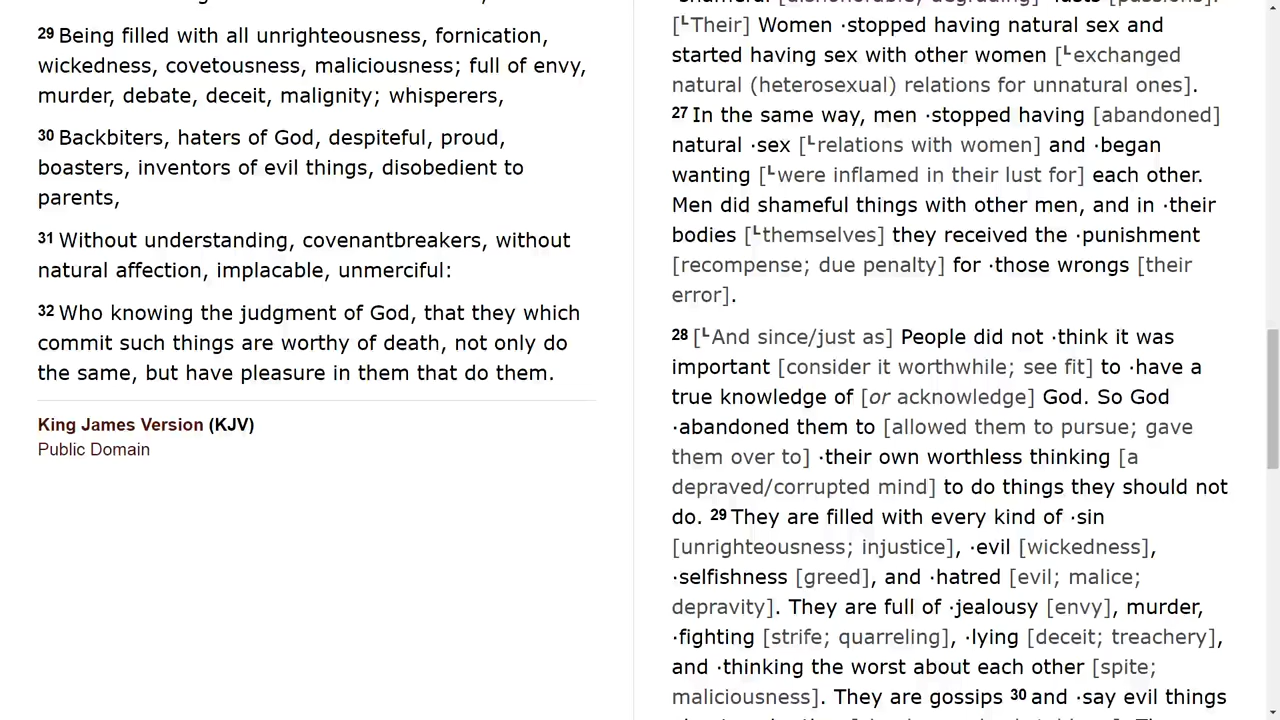 29 Being filled with all unrighteousness, fornication,
wickedness, covetousness, maliciousness; full of envy,
murder, debate, deceit, malignity; whisperers,
30 Backbiters, haters of God, despiteful, proud,
boasters, inventors of evil things, disobedient to
parents,
31 Without understanding, covenantbreakers, without
natural affection, implacable, unmerciful:
32 Who knowing the judgment of God, that they which
commit such things are worthy of death, not only do
the same, but have pleasure in them that do them.
King James Version (KJV)
Public Domain
[└Their] Women ·stopped having natural sex and
started having sex with other women [└exchanged
natural (heterosexual) relations for unnatural ones].
27 In the same way, men ·stopped having [abandoned]
natural ·sex [└relations with women] and ·began
wanting [└were inflamed in their lust for] each other.
Men did shameful things with other men, and in ·their
bodies [└themselves] they received the ·punishment
[recompense; due penalty] for ·those wrongs [their
error].
28 [└And since/just as] People did not ·think it was
important [consider it worthwhile; see fit] to ·have a
true knowledge of [or acknowledge] God. So God
·abandoned them to [allowed them to pursue; gave
them over to] ·their own worthless thinking [a
depraved/corrupted mind] to do things they should not
do. 29 They are filled with every kind of ·sin
[unrighteousness; injustice], ·evil [wickedness],
·selfishness [greed], and ·hatred [evil; malice;
depravity]. They are full of ·jealousy [envy], murder,
·fighting [strife; quarreling], ·lying [deceit; treachery],
and ·thinking the worst about each other [spite;
maliciousness]. They are gossips 30 and ·say evil things